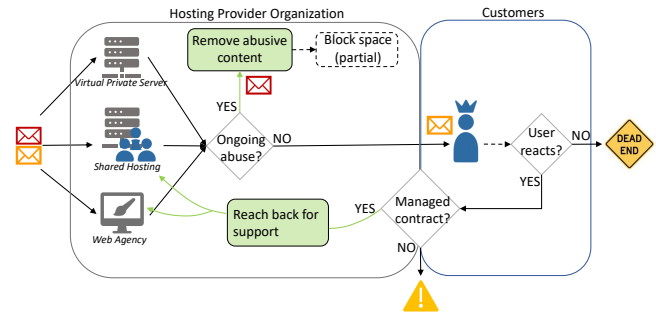 Hosting Provider Organization
Customers
Remove abusive
content
Block space
(partial)
Virtual Private Server
YES
Ongoing
abuse?
NO
User
reacts?
NO
DEAD
END
Shared Hosting
YES
Reach back for
support
YES
Managed
contract?
Web Agency
NO